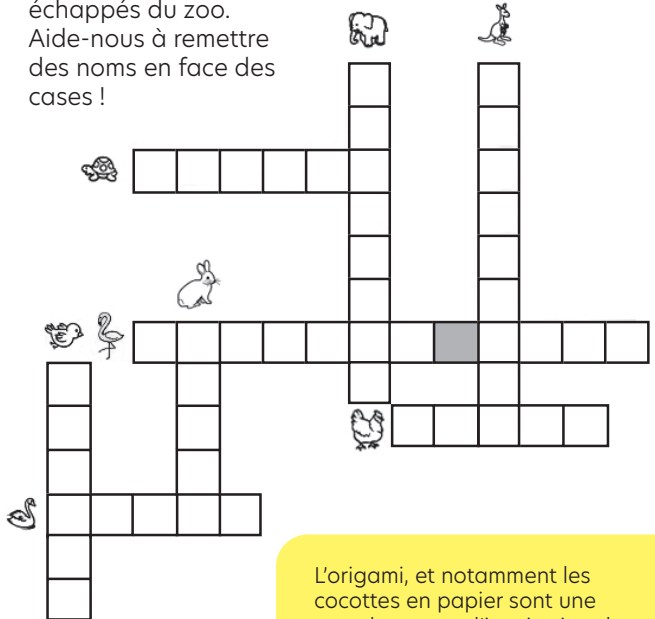 échappés du zoo.
Aide-nous à remettre
des noms en face des
cases !
L'origami, et notamment les
cocottes en papier sont une